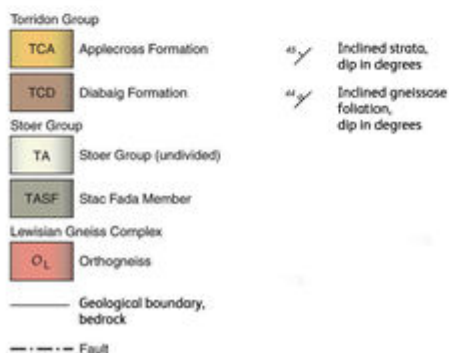 Torridon Group
TCA Applecross Formation
TCD Diabaig Formation
Stoer Group
TA Stoer Group (undivided)
TASF Stac Fada Member
Lewisian Gneiss Complex
OL Orthogneiss
Geological boundary,
bedrock
Fault
45 Inclined strata,
dip in degrees
44 Inclined gneissose
foliation,
dip in degrees